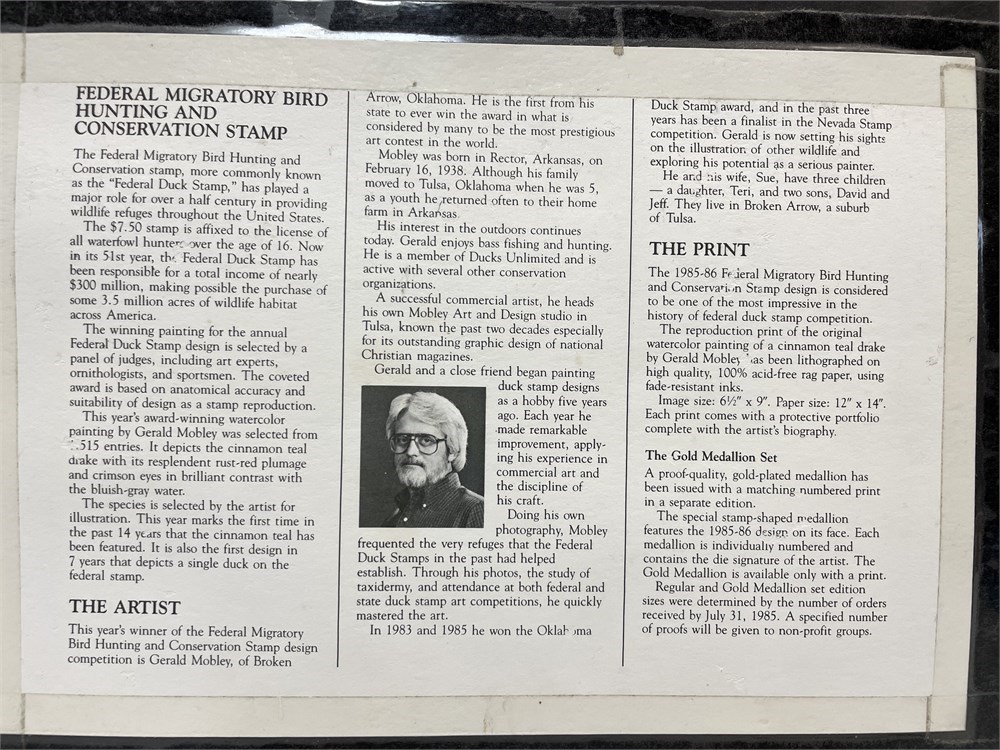 FEDERAL MIGRATORY BIRD
HUNTING AND
CONSERVATION STAMP
The Federal Migratory Bird Hunting and
Conservation stamp, more commonly known
as the "Federal Duck Stamp," has played a
major role for over a half century in providing
wildlife refuges throughout the United States.
The $7.50 stamp is affixed to the license of
all waterfowl hunters over the age of 16. Now
in its 51st year, the Federal Duck Stamp has
been responsible for a total income of nearly
$300 million, making possible the purchase of
some 3.5 million acres of wildlife habitat
across America.
The winning painting for the annual
Federal Duck Stamp design is selected by a
panel of judges, including art experts,
ornithologists, and sportsmen. The coveted
award is based on anatomical accuracy and
suitability of design as a stamp reproduction.
This year's award-winning watercolor
painting by Gerald Mobley was selected from
515 entries. It depicts the cinnamon teal
drake with its resplendent rust-red plumage
and crimson eyes in brilliant contrast with
the bluish-gray water.
The species is selected by the artist for
illustration. This year marks the first time in
the past 14 years that the cinnamon teal has
been featured. It is also the first design in
7 years that depicts a single duck on the
federal stamp.
THE ARTIST
This year's winner of the Federal Migratory
Bird Hunting and Conservation Stamp design
competition is Gerald Mobley, of Broken
Arrow, Oklahoma. He is the first from his
state to ever win the award in what is
considered by many to be the most prestigious
art contest in the world.
Mobley was born in Rector, Arkansas, on
February 16, 1938. Although his family
moved to Tulsa, Oklahoma when he was 5,
as a youth he returned often to their home
farm in Arkansas.
His interest in the outdoors continues
today. Gerald enjoys bass fishing and hunting.
He is a member of Ducks Unlimited and is
active with several other conservation
organizations.
A successful commercial artist, he heads
his own Mobley Art and Design studio in
Tulsa, known the past two decades especially
for its outstanding graphic design of national
Christian magazines.
Gerald and a close friend began painting
duck stamp designs
as a hobby five years
ago. Each year he
made remarkable
improvement, apply-
ing his experience in
commercial art and
the discipline of
his craft.
Doing his own
photography, Mobley
frequented the very refuges that the Federal
Duck Stamps in the past had helped
establish. Through his photos, the study of
taxidermy, and attendance at both federal and
state duck stamp art competitions, he quickly
mastered the art.
In 1983 and 1985 he won the Oklahoma
Duck Stamp award, and in the past three
years has been a finalist in the Nevada Stamp
competition. Gerald is now setting his sights
on the illustration of other wildlife and
exploring his potential as a serious painter.
He and his wife, Sue, have three children
— a daughter, Teri, and two sons, David and
Jeff. They live in Broken Arrow, a suburb
of Tulsa.
THE PRINT
The 1985-86 Federal Migratory Bird Hunting
and Conservation Stamp design is considered
to be one of the most impressive in the
history of federal duck stamp competition.
The reproduction print of the original
watercolor painting of a cinnamon teal drake
by Gerald Mobley has been lithographed on
high quality, 100% acid-free rag paper, using
fade-resistant inks.
Image size: 6½" x 9". Paper size: 12" x 14".
Each print comes with a protective portfolio
complete with the artist's biography.
The Gold Medallion Set
A proof-quality, gold-plated medallion has
been issued with a matching numbered print
in a separate edition.
The special stamp-shaped medallion
features the 1985-86 design on its face. Each
medallion is individually numbered and
contains the die signature of the artist. The
Gold Medallion is available only with a print.
Regular and Gold Medallion set edition
sizes were determined by the number of orders
received by July 31, 1985. A specified number
of proofs will be given to non-profit groups.